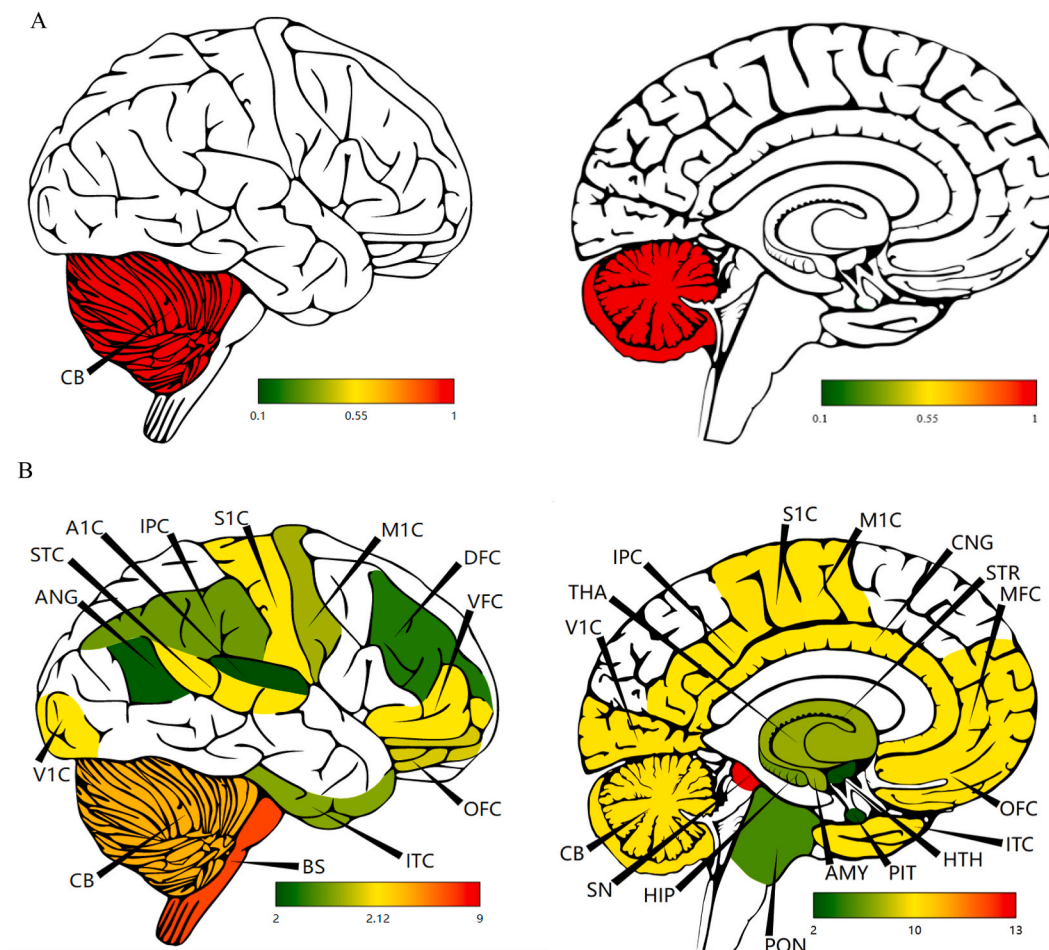 A
CB
0.1 0.55 1
0.1 0.55 1
B
A1C IPC S1C M1C
STC DFC
ANG VFC
V1C OFC
CB BS ITC
2 2.12 9
S1C M1C
IPC CNG
THA STR
V1C MFC
OFC
CB ITC
SN HIP AMY PIT HTH
PON
2 10 13